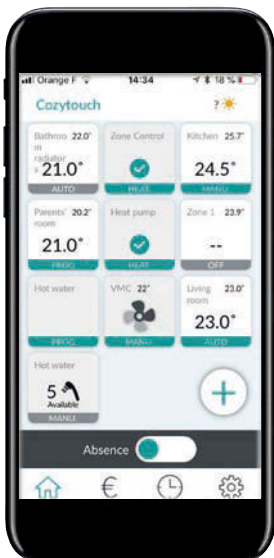 Orange F 14:34 18 %
Cozytouch ?
Bathroo 22.0°
m
radiator
s 21.0°
AUTO
Zone Control
HEAT
Kitchen 25.7°
24.5°
MANU
Parents' 20.2°
room
21.0°
PROG
Heat pump
HEAT
Zone 1 23.9°
--
OFF
Hot water
PROG
VMC 22°
MANU
Living 23.0°
room
23.0°
AUTO
Hot water
5
Available
MANU
+
Absence
€